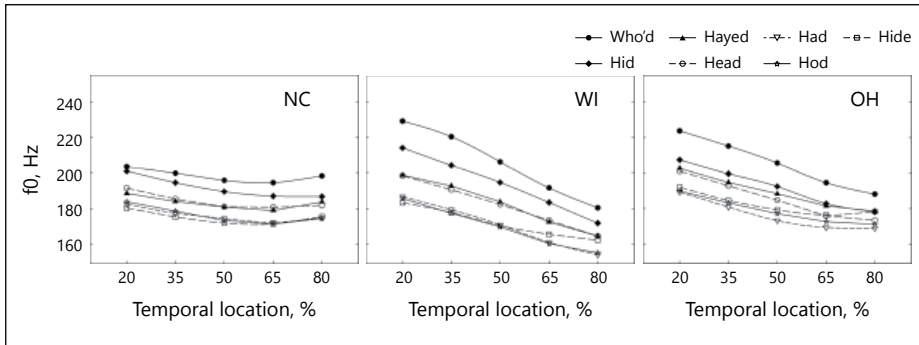 Who'd Hayed Had Hide
Hid Head Hod
NC WI OH
f0, Hz
240
220
200
180
160
20 35 50 65 80 20 35 50 65 80 20 35 50 65 80
Temporal location, % Temporal location, % Temporal location, %